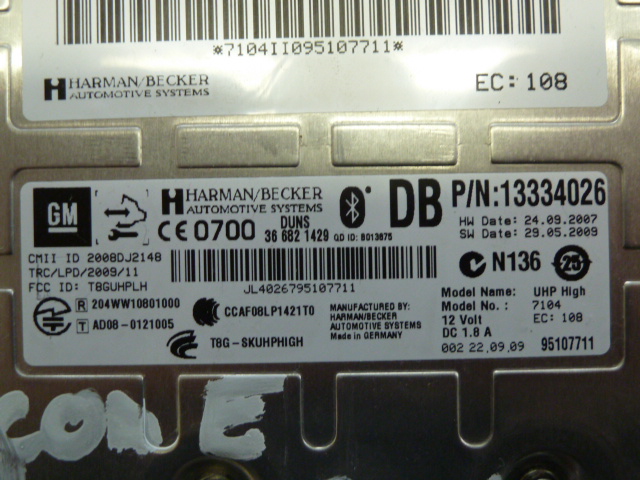 *7104II095107711*
HARMAN/BECKER
AUTOMOTIVE SYSTEMS
EC: 108
GM
HARMAN/BECKER
AUTOMOTIVE SYSTEMS
DB
P/N:13334026
HW Date: 24.09.2007
SW Date: 29.05.2009
CE 0700
DUNS
36 682 1429
QD ID: B013875
CMII ID 2008DJ2148
TRC/LPD/2009/11
FCC ID: T8GUHPLH
JL4026795107711
N136
25
R 204WW10801000
T AD08-0121005
CCAF08LP1421T0
T8G-SKUHPHIGH
MANUFACTURED BY:
HARMAN/BECKER
AUTOMOTIVE SYSTEMS
Made in GERMANY
Model Name: UHP High
Model No.: 7104
12 Volt EC: 108
DC 1.8 A
002 22,09,09 95107711
CODE